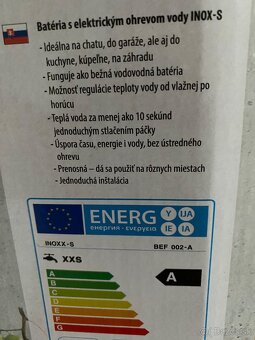 Batéria s elektrickým ohrevom vody INOX-S
- Ideálna na chatu, do garáže, ale aj do
kuchyne, kúpeľne, na záhradu
- Funguje ako bežná vodovodná batéria
- Možnosť regulácie teploty vody od vlažnej po
horúcu
- Teplá voda za menej ako 10 sekúnd
jednoduchým stlačením páčky
- Úspora času, energie i vody, bez ústredného
ohrevu
- Prenosná – dá sa použiť na rôznych miestach
- Jednoduchá inštalácia
ENERG
Y IJA
IE IA
енергия · ενεργεια
INOXX-S BEF 002-A
XXS
A
A
B
C
D
E
F
G